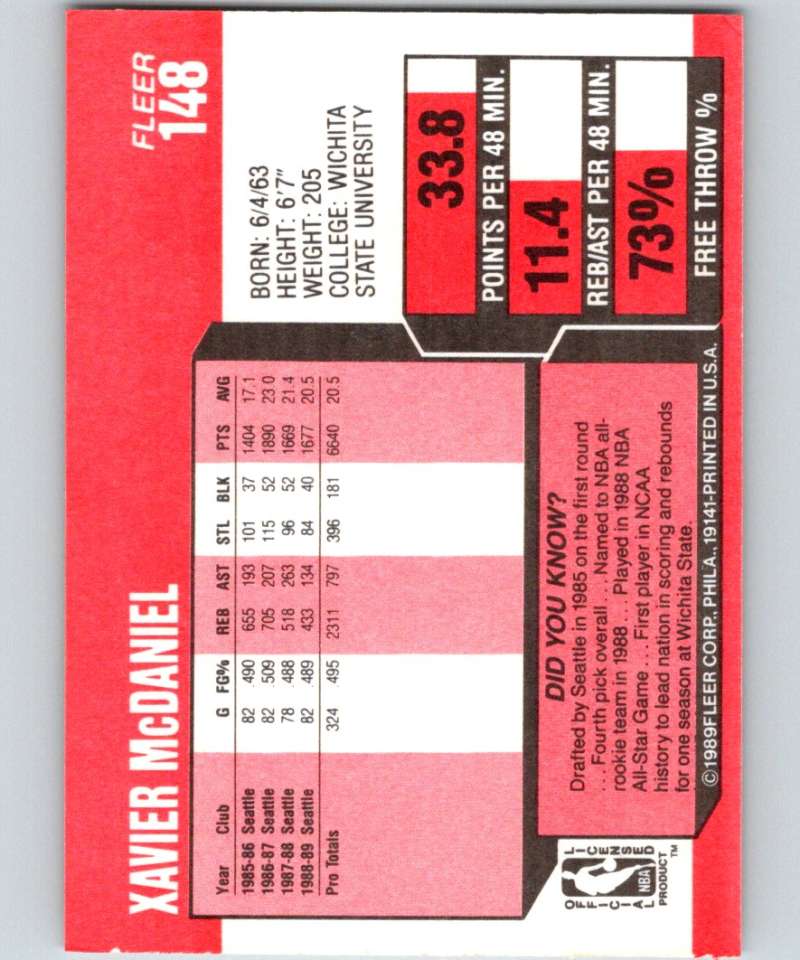 XAVIER McDANIEL
FLEER
148
Year Club G FG% REB AST STL BLK PTS AVG
1985-86 Seattle 82 .490 655 193 101 37 1404 17.1
1986-87 Seattle 82 .509 705 207 115 52 1890 23.0
1987-88 Seattle 78 .488 518 263 96 52 1669 21.4
1988-89 Seattle 82 .489 433 134 84 40 1677 20.5
Pro Totals 324 .495 2311 797 396 181 6640 20.5
BORN: 6/4/63
HEIGHT: 6'7"
WEIGHT: 205
COLLEGE: WICHITA
STATE UNIVERSITY
33.8
POINTS PER 48 MIN.
11.4
REB/AST PER 48 MIN.
73%
FREE THROW %
DID YOU KNOW?
Drafted by Seattle in 1985 on the first round
. . . Fourth pick overall . . . Named to NBA all-
rookie team in 1988 . . . Played in 1988 NBA
All-Star Game . . . First player in NCAA
history to lead nation in scoring and rebounds
for one season at Wichita State.
OFFICIAL LICENSED
NBA
PRODUCT™
©1989FLEER CORP., PHILA., 19141-PRINTED IN U.S.A.